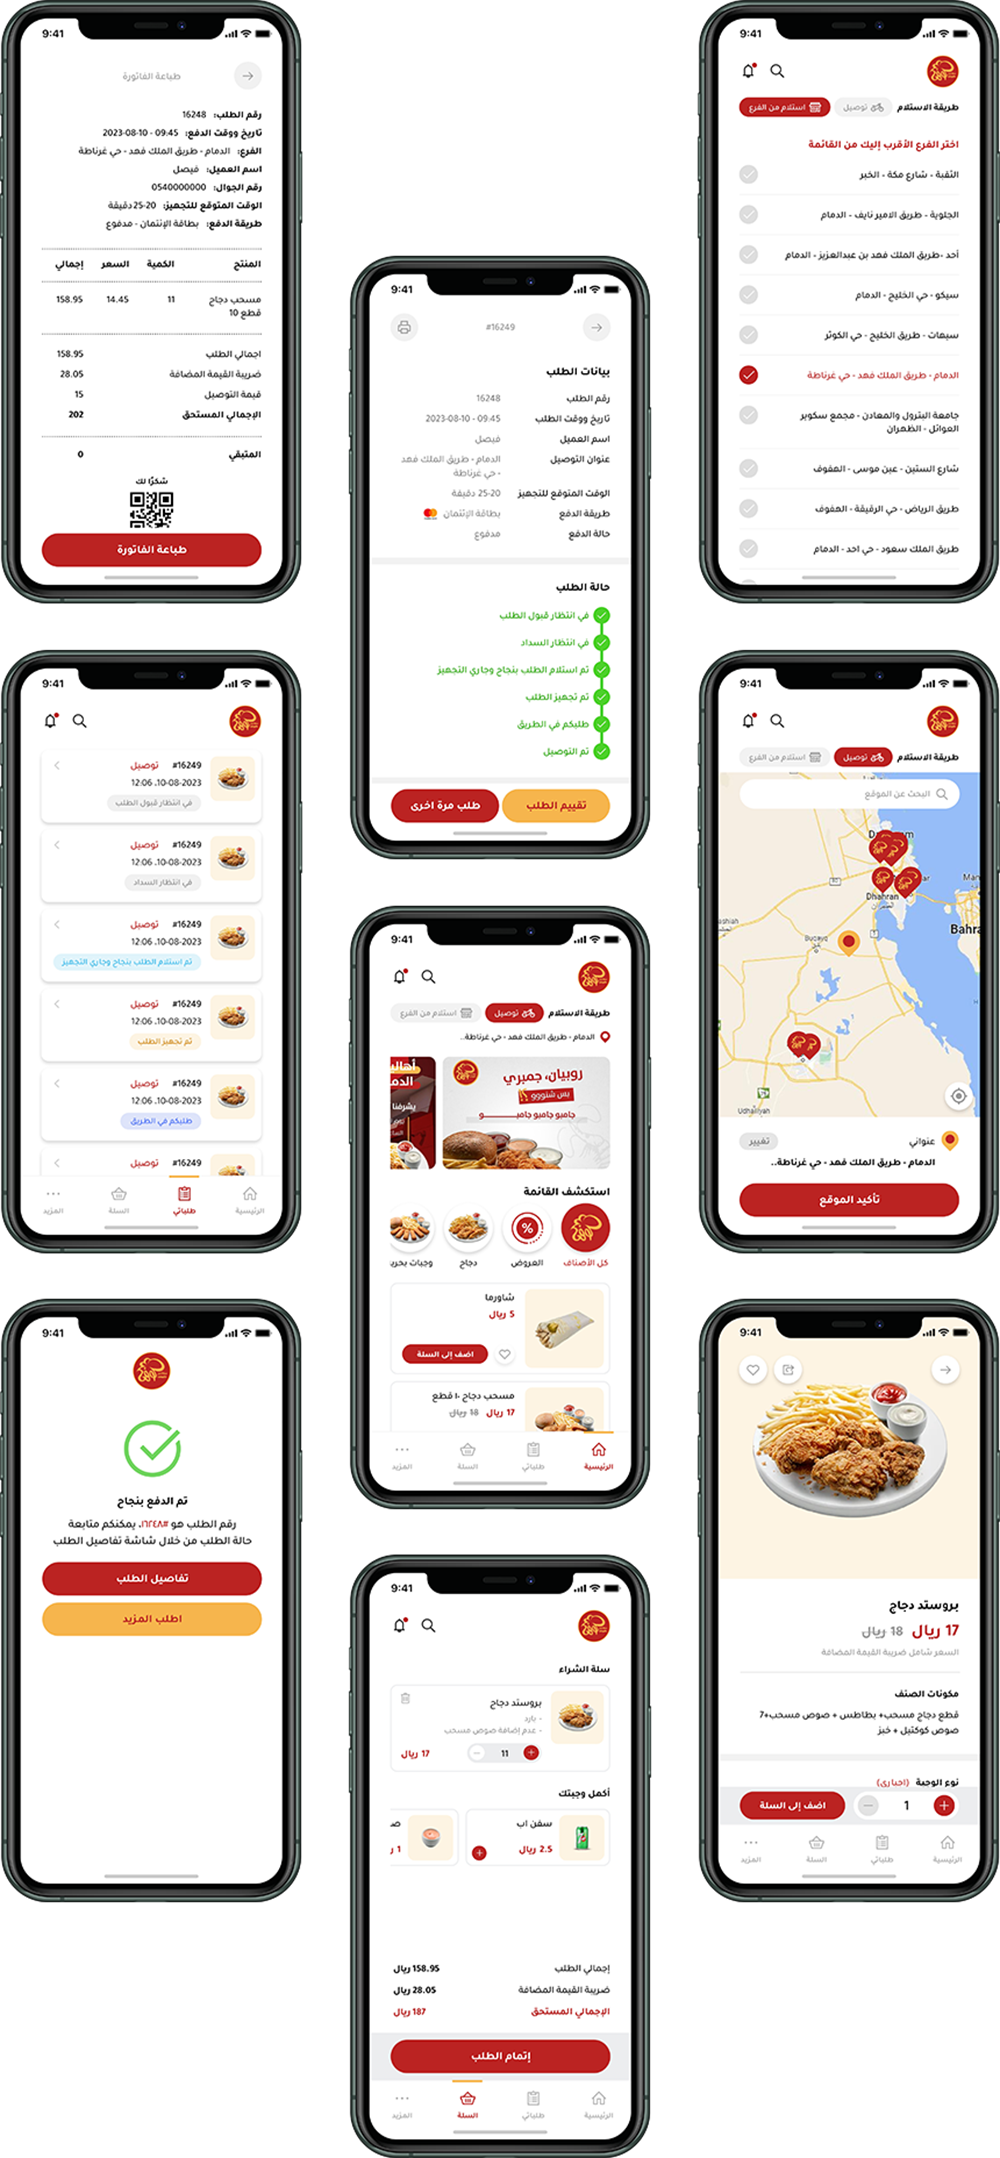 9:41
طباعة الفاتورة
رقم الطلب: 16248
تاريخ ووقت الدفع: 09:45 - 2023-08-10
الفرع: الدمام - طريق الملك فهد - حي غرناطة
اسم العميل: فيصل
رقم الجوال: 0540000000
الوقت المتوقع للتجهيز: 20-25 دقيقة
طريقة الدفع: بطاقة الإئتمان - مدفوع
المنتج الكمية السعر إجمالي
مسحب دجاج 11 14.45 158.95
10 قطع
اجمالي الطلب 158.95
ضريبة القيمة المضافة 28.05
قيمة التوصيل 15
الإجمالي المستحق 202
المتبقي 0
شكرًا لك
طباعة الفاتورة
9:41
طريقة الاستلام توصيل استلام من الفرع
اختر الفرع الأقرب إليك من القائمة
الثقبة - شارع مكة - الخبر
الجلوية - طريق الامير نايف - الدمام
أحد -طريق الملك فهد بن عبدالعزيز - الدمام
سيكو - حي الخليج - الدمام
سيهات - طريق الخليج - حي الكوثر
الدمام - طريق الملك فهد - حي غرناطة
جامعة البترول والمعادن - مجمع سكوير
العوائل - الظهران
شارع الستين - عين موسى - الهفوف
طريق الرياض - حي الرقيقة - الهفوف
طريق الملك سعود - حي احد - الدمام
9:41
#16249
بيانات الطلب
رقم الطلب 16248
تاريخ ووقت الطلب 09:45 - 2023-08-10
اسم العميل فيصل
عنوان التوصيل الدمام - طريق الملك فهد
- حي غرناطة
الوقت المتوقع للتجهيز 20-25 دقيقة
طريقة الدفع بطاقة الإئتمان
حالة الدفع مدفوع
حالة الطلب
في انتظار قبول الطلب
في انتظار السداد
تم استلام الطلب بنجاح وجاري التجهيز
تم تجهيز الطلب
طلبكم في الطريق
تم التوصيل
تقييم الطلب
طلب مرة اخرى
9:41
#16249 توصيل
10-08-2023، 12:06
في انتظار قبول الطلب
#16249 توصيل
10-08-2023، 12:06
في انتظار السداد
#16249 توصيل
10-08-2023، 12:06
تم استلام الطلب بنجاح وجاري التجهيز
#16249 توصيل
10-08-2023، 12:06
تم تجهيز الطلب
#16249 توصيل
10-08-2023، 12:06
طلبكم في الطريق
#16249 توصيل
الرئيسية طلباتي السلة المزيد
9:41
طريقة الاستلام توصيل استلام من الفرع
البحث عن الموقع
Dhahran
Buqayq
Bahra
Udhailiyah
عنواني تغيير
الدمام - طريق الملك فهد - حي غرناطة..
تأكيد الموقع
9:41
طريقة الاستلام توصيل استلام من الفرع
الدمام - طريق الملك فهد - حي غرناطة..
روبيان، جمبري
بس شلووو !!
جامبو جامبو جامبـــو
استكشف القائمة
كل الأصناف العروض دجاج وجبات بحري
شاورما
5 ريال
اضف إلى السلة
مسحب دجاج ١٠ قطع
17 ريال 18 ريال
الرئيسية طلباتي السلة المزيد
9:41
تم الدفع بنجاح
رقم الطلب هو #١٦٢٤٨، يمكنكم متابعة
حالة الطلب من خلال شاشة تفاصيل الطلب
تفاصيل الطلب
اطلب المزيد
9:41
بروستد دجاج
17 ريال 18 ريال
السعر شامل ضريبة القيمة المضافة
مكونات الصنف
7قطع دجاج مسحب+ بطاطس + صوص مسحب+
صوص كوكتيل + خبز
نوع الوجبة (اجباري)
1
اضف إلى السلة
الرئيسية طلباتي السلة المزيد
9:41
سلة الشراء
بروستد دجاج
- بارد
- عدم إضافة صوص مسحب
11
17 ريال
أكمل وجبتك
سفن اب
2.5 ريال
1 ر
إجمالي الطلب 158.95 ريال
ضريبة القيمة المضافة 28.05 ريال
الإجمالي المستحق 187 ريال
إتمام الطلب
الرئيسية طلباتي السلة المزيد